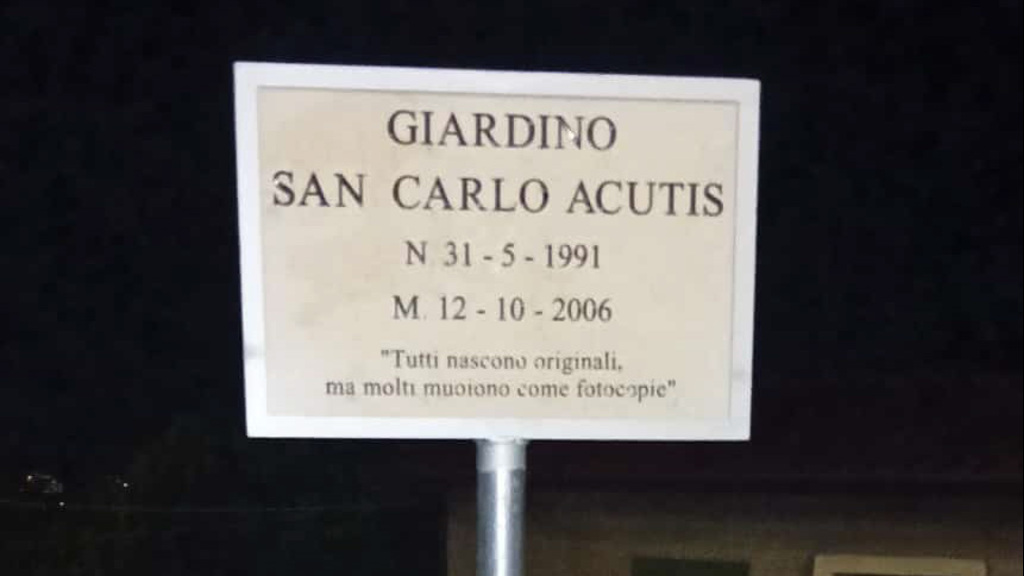 GIARDINO
SAN CARLO ACUTIS
N. 31 - 5 - 1991
M. 12 - 10 - 2006
"Tutti nascono originali,
ma molti muoiono come fotocopie"